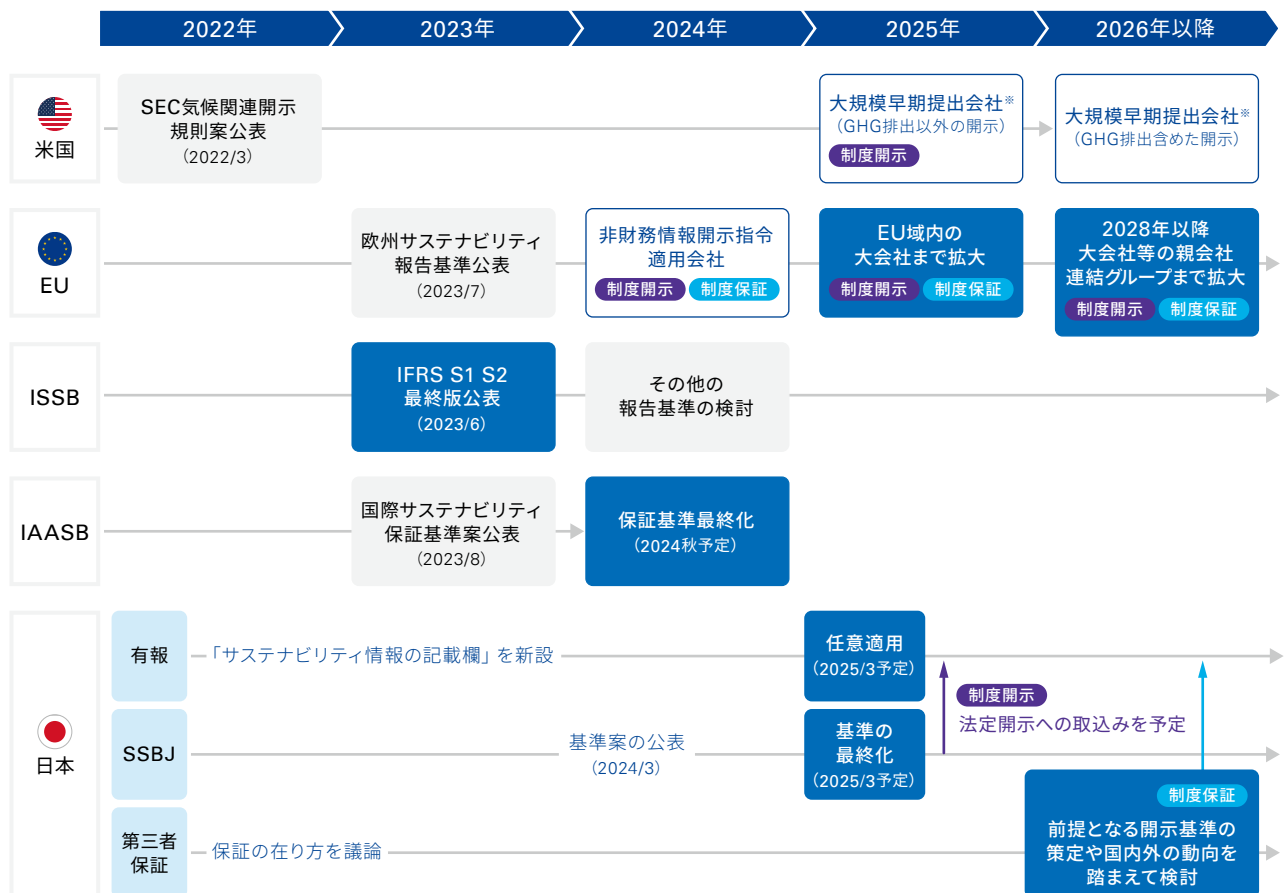 2022年
2023年
2024年
2025年
2026年以降
米国
SEC気候関連開示
規則案公表
（2022/3）
大規模早期提出会社※
（GHG排出以外の開示）
制度開示
大規模早期提出会社※
（GHG排出含めた開示）
EU
欧州サステナビリティ
報告基準公表
（2023/7）
非財務情報開示指令
適用会社
制度開示 制度保証
EU域内の
大会社まで拡大
制度開示 制度保証
2028年以降
大会社等の親会社
連結グループまで拡大
制度開示 制度保証
ISSB
IFRS S1 S2
最終版公表
（2023/6）
その他の
報告基準の検討
IAASB
国際サステナビリティ
保証基準案公表
（2023/8）
保証基準最終化
（2024秋予定）
日本
有報
「サステナビリティ情報の記載欄」を新設
任意適用
（2025/3予定）
制度開示
法定開示への取込みを予定
SSBJ
基準案の公表
（2024/3）
基準の
最終化
（2025/3予定）
第三者
保証
保証の在り方を議論
制度保証
前提となる開示基準の
策定や国内外の動向を
踏まえて検討